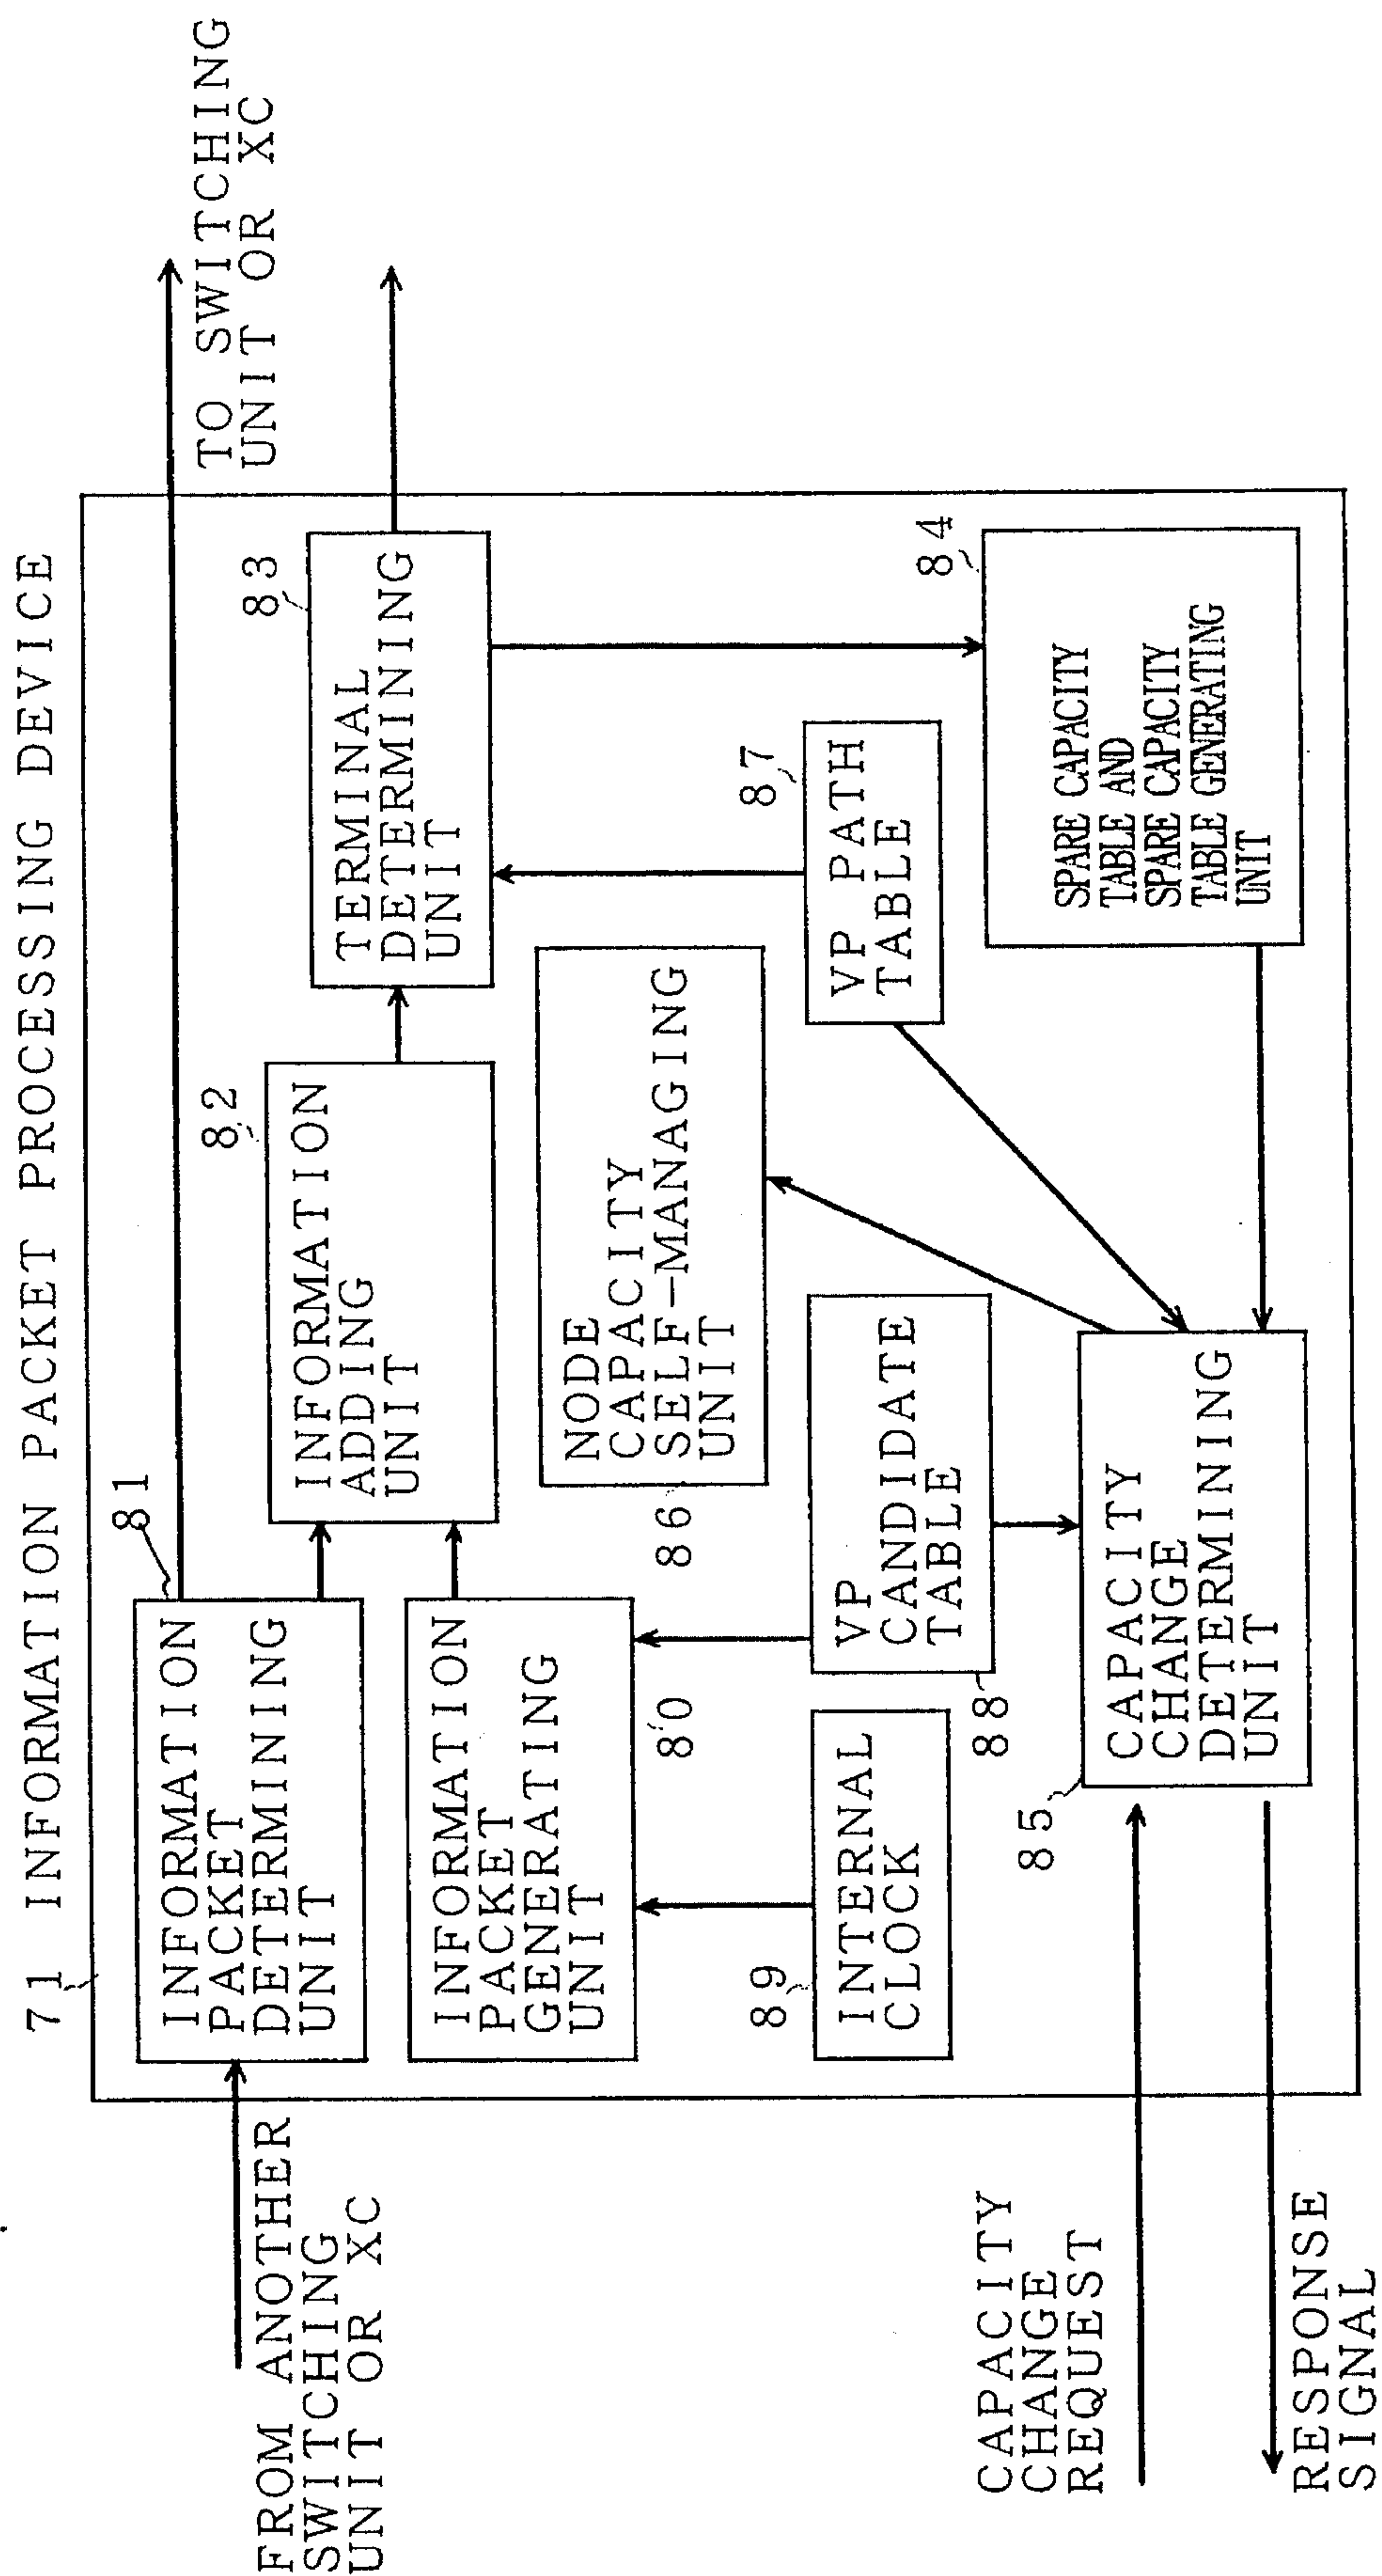 71 INFORMATION PACKET PROCESSING DEVICE
FROM ANOTHER
SWITCHING
UNIT OR XC
81
INFORMATION
PACKET
DETERMINING
UNIT
TO SWITCHING
UNIT OR XC
82
INFORMATION
ADDING
UNIT
83
TERMINAL
DETERMINING
UNIT
INFORMATION
PACKET
GENERATING
UNIT
80
NODE
CAPACITY
SELF-MANAGING
UNIT
86
87
VP PATH
TABLE
89
INTERNAL
CLOCK
VP
CANDIDATE
TABLE
88
84
SPARE CAPACITY
TABLE AND
SPARE CAPACITY
TABLE GENERATING
UNIT
85
CAPACITY
CHANGE
DETERMINING
UNIT
CAPACITY
CHANGE
REQUEST
RESPONSE
SIGNAL